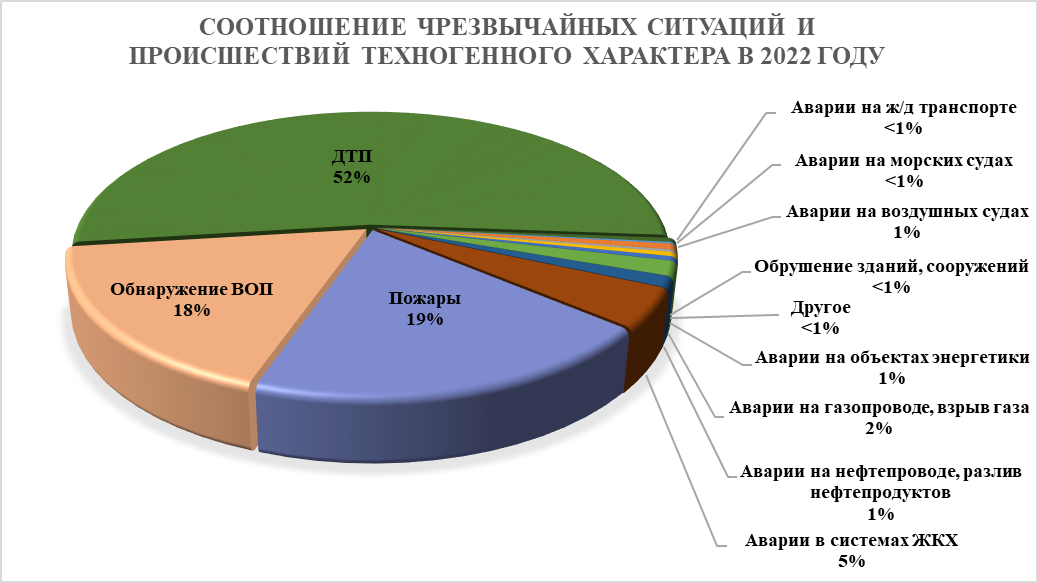 СООТНОШЕНИЕ ЧРЕЗВЫЧАЙНЫХ СИТУАЦИЙ И
ПРОИСШЕСТВИЙ ТЕХНОГЕННОГО ХАРАКТЕРА В 2022 ГОДУ
ДТП
52%
Обнаружение ВОП
18%
Пожары
19%
Аварии на ж/д транспорте
<1%
Аварии на морских судах
<1%
Аварии на воздушных судах
1%
Обрушение зданий, сооружений
<1%
Другое
<1%
Аварии на объектах энергетики
1%
Аварии на газопроводе, взрыв газа
2%
Аварии на нефтепроводе, разлив
нефтепродуктов
1%
Аварии в системах ЖКХ
5%